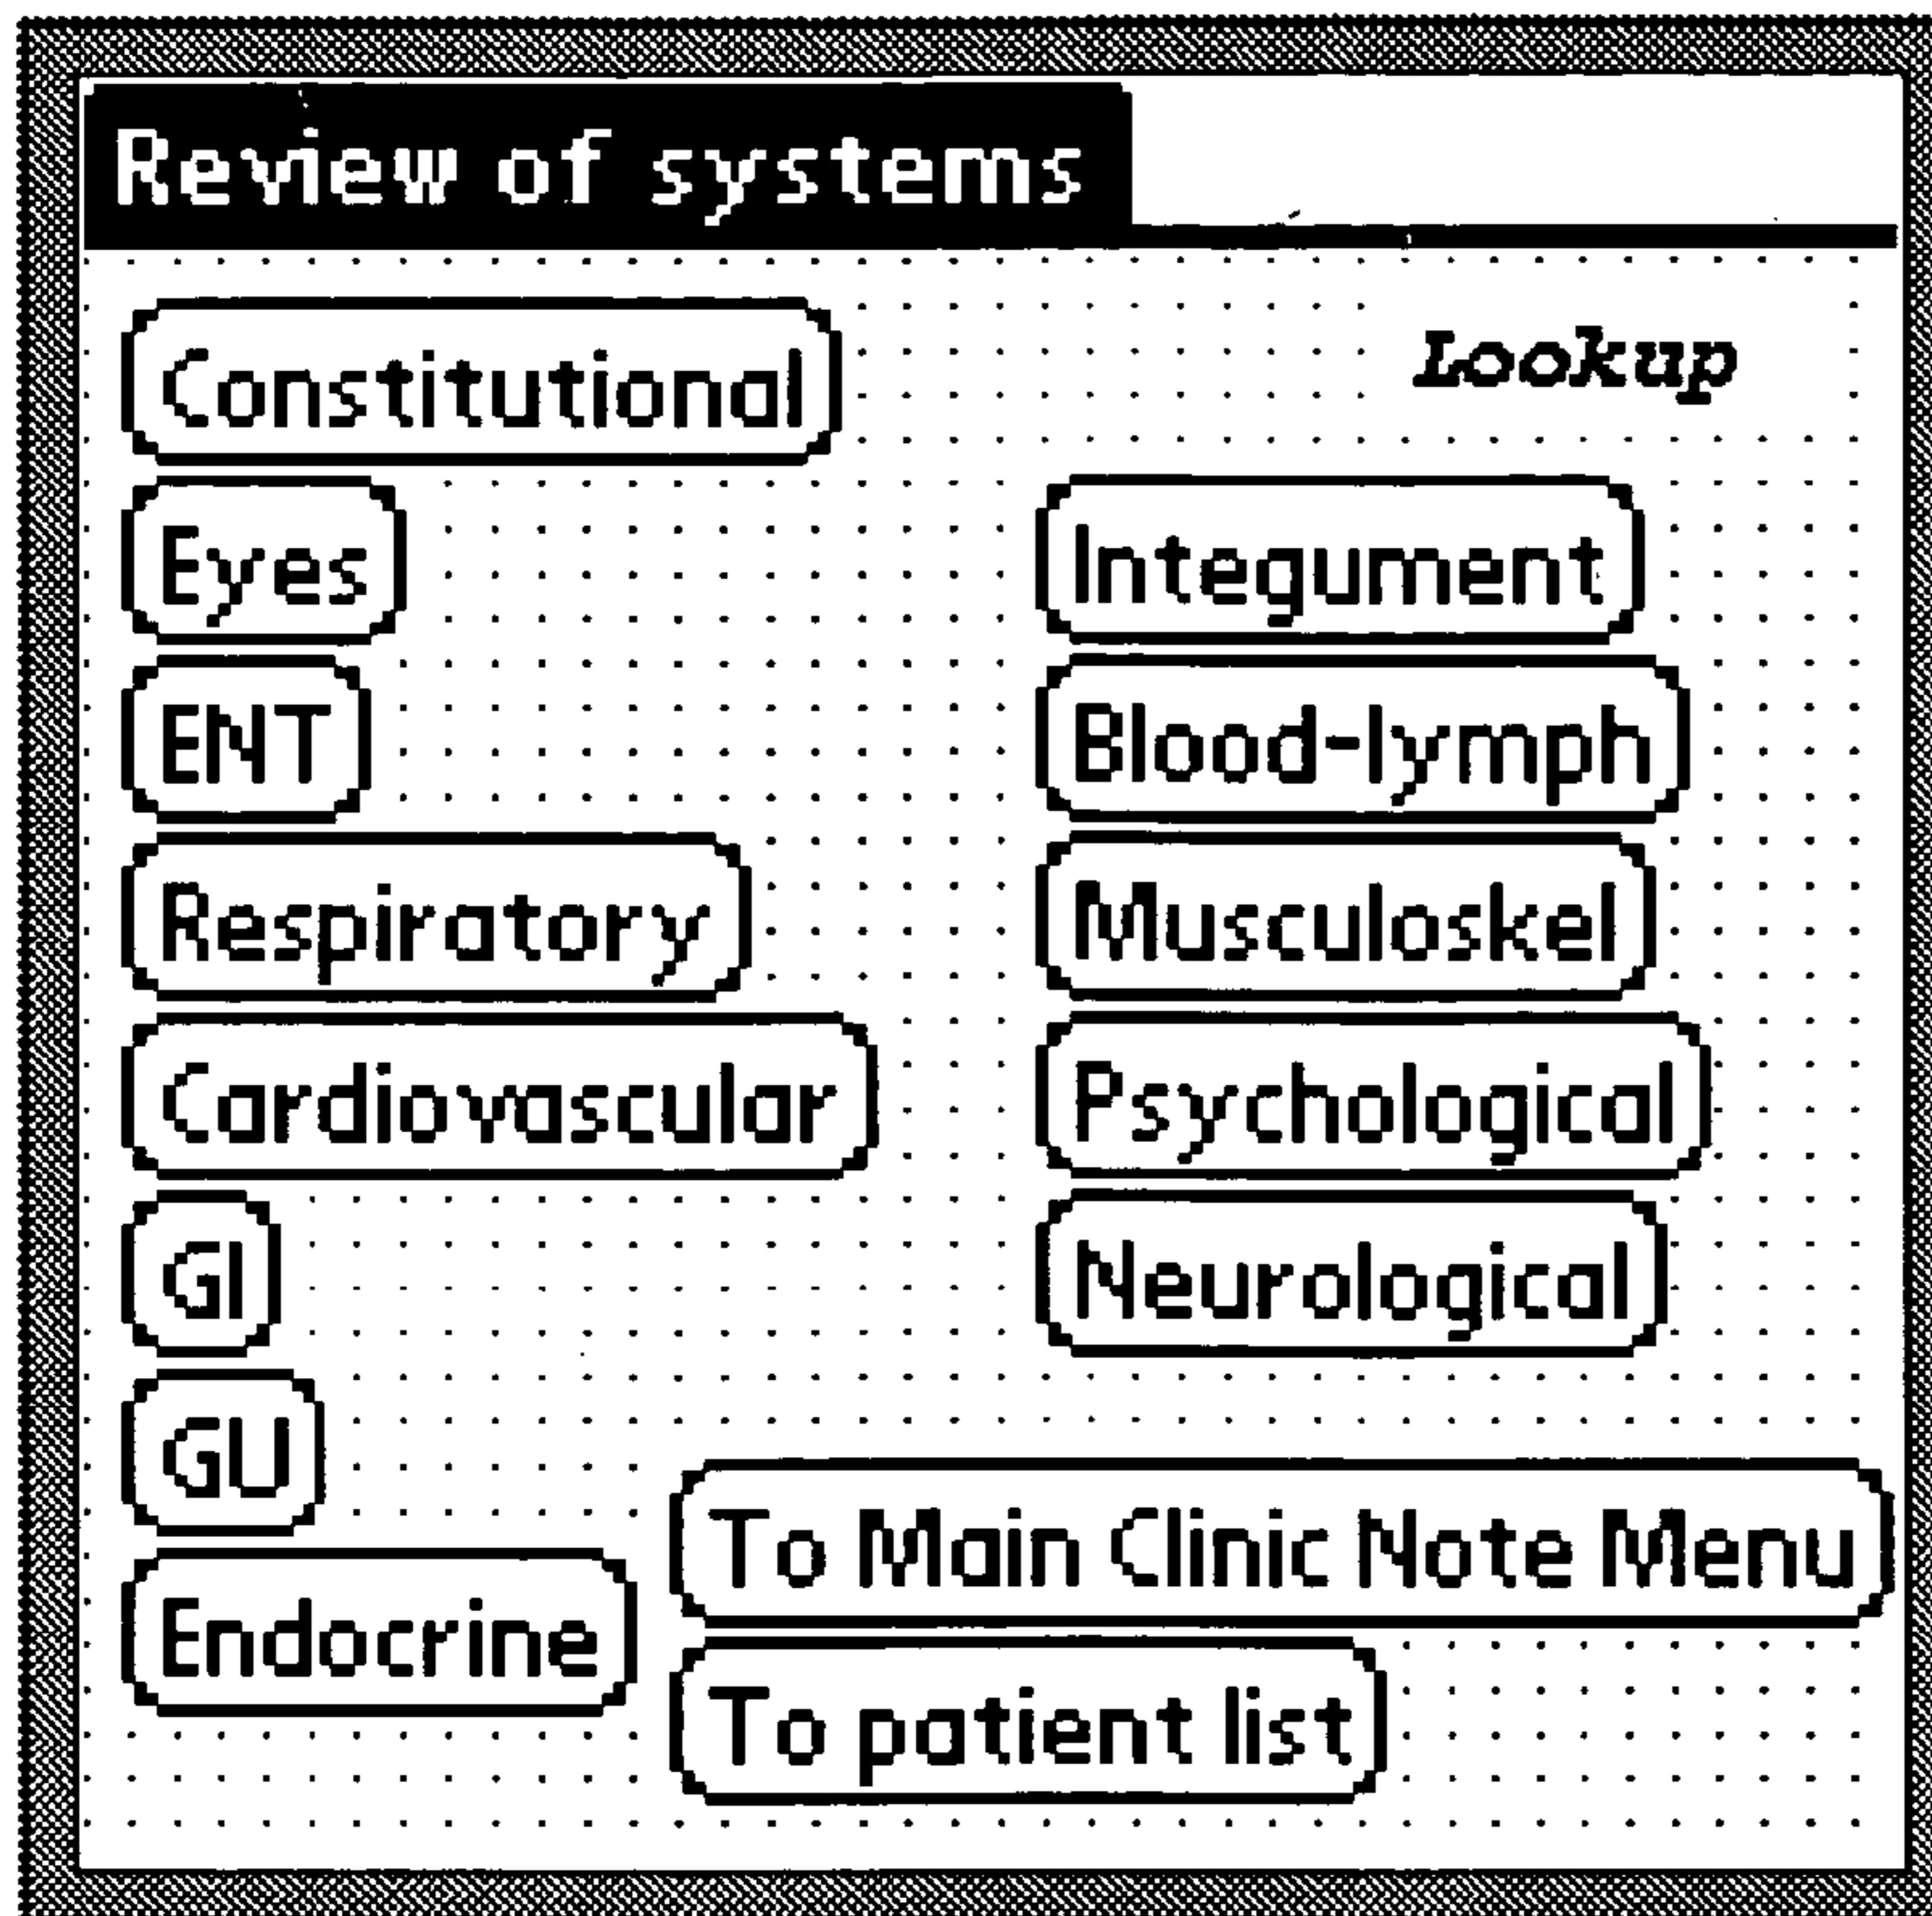 Review of systems
Constitutional
Lookup
Eyes
Integument
ENT
Blood-lymph
Respiratory
Musculoskel
Cardiovascular
Psychological
GI
Neurological
GU
To Main Clinic Note Menu
Endocrine
To patient list